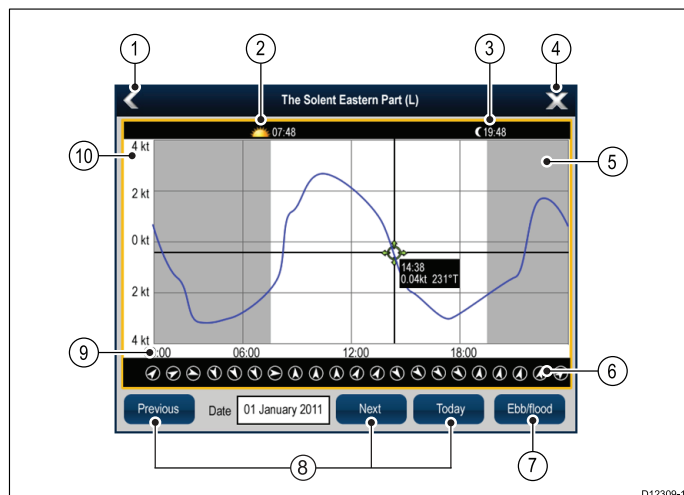 1
2
3
4
The Solent Eastern Part (L)
07:48
19:48
10
4 kt
5
2 kt
0 kt
14:38
0.04kt 231°T
2 kt
4 kt
9
:00
06:00
12:00
18:00
6
Previous
Date
01 January 2011
Next
Today
Ebb/flood
8
7
D12309-1